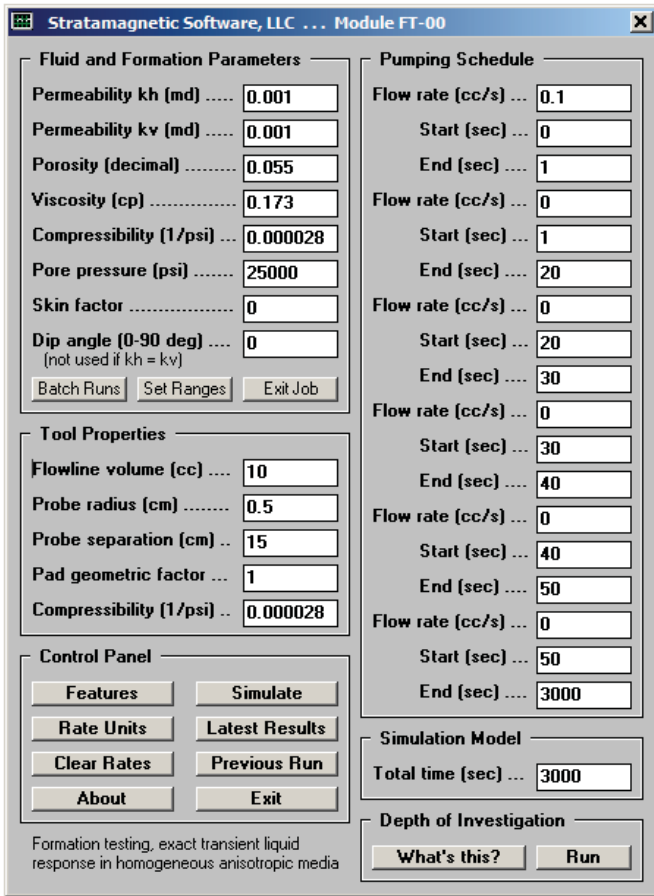 Stratamagnetic Software, LLC ... Module FT-00
Fluid and Formation Parameters
Permeability kh (md) ..... 0.001
Permeability kv (md) ..... 0.001
Porosity (decimal) ......... 0.055
Viscosity (cp) ............... 0.173
Compressibility (1/psi) ... 0.000028
Pore pressure (psi) ....... 25000
Skin factor .................. 0
Dip angle (0-90 deg) .... 0
(not used if kh = kv)
Batch Runs Set Ranges Exit Job
Tool Properties
Flowline volume (cc) .... 10
Probe radius (cm) ........ 0.5
Probe separation (cm) .. 15
Pad geometric factor ... 1
Compressibility (1/psi) .. 0.000028
Control Panel
Features Simulate
Rate Units Latest Results
Clear Rates Previous Run
About Exit
Formation testing, exact transient liquid
response in homogeneous anisotropic media
Pumping Schedule
Flow rate (cc/s) ... 0.1
Start (sec) ... 0
End (sec) .... 1
Flow rate (cc/s) ... 0
Start (sec) ... 1
End (sec) .... 20
Flow rate (cc/s) ... 0
Start (sec) ... 20
End (sec) .... 30
Flow rate (cc/s) ... 0
Start (sec) ... 30
End (sec) .... 40
Flow rate (cc/s) ... 0
Start (sec) ... 40
End (sec) .... 50
Flow rate (cc/s) ... 0
Start (sec) ... 50
End (sec) .... 3000
Simulation Model
Total time (sec) ... 3000
Depth of Investigation
What's this? Run